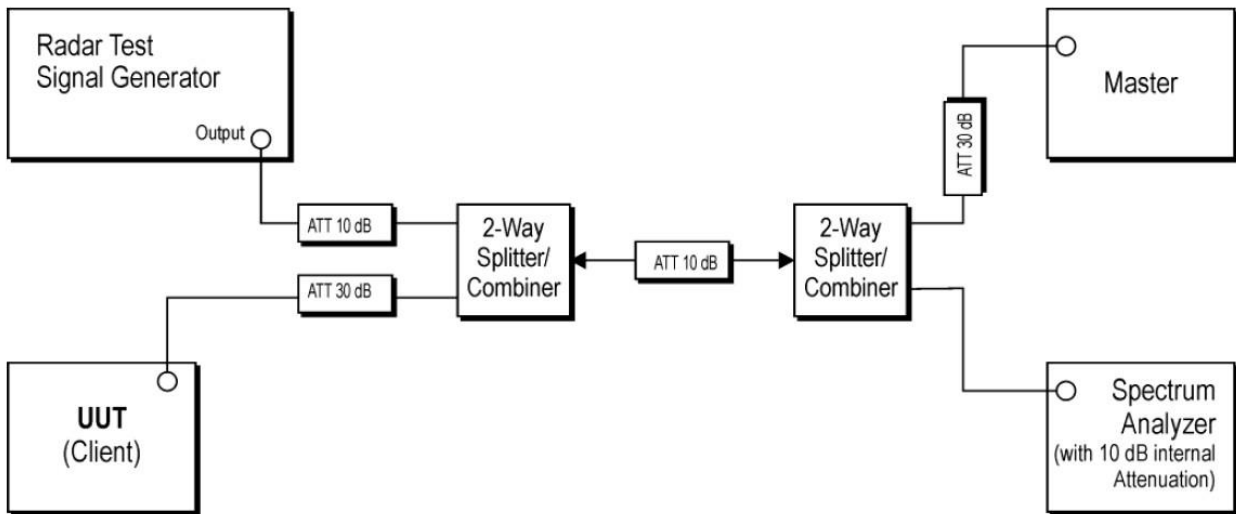 Radar Test
Signal Generator
Output
ATT 10 dB
ATT 30 dB
2-Way
Splitter/
Combiner
ATT 10 dB
2-Way
Splitter/
Combiner
ATT 30 dB
Master
UUT
(Client)
Spectrum
Analyzer
(with 10 dB internal
Attenuation)